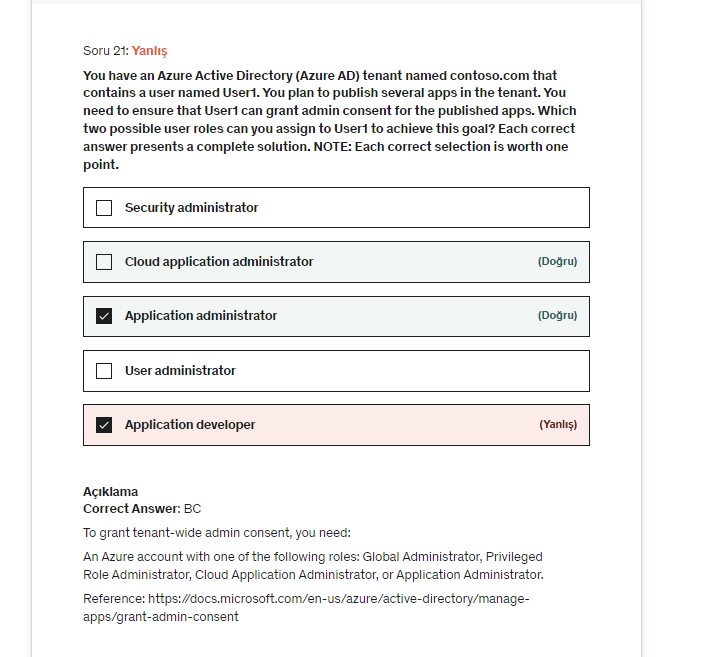 Soru 21: Yanlış
You have an Azure Active Directory (Azure AD) tenant named contoso.com that
contains a user named User1. You plan to publish several apps in the tenant. You
need to ensure that User1 can grant admin consent for the published apps. Which
two possible user roles can you assign to User1 to achieve this goal? Each correct
answer presents a complete solution. NOTE: Each correct selection is worth one
point.
Security administrator
Cloud application administrator (Doğru)
Application administrator (Doğru)
User administrator
Application developer (Yanlış)
Açıklama
Correct Answer: BC
To grant tenant-wide admin consent, you need:
An Azure account with one of the following roles: Global Administrator, Privileged
Role Administrator, Cloud Application Administrator, or Application Administrator.
Reference: https://docs.microsoft.com/en-us/azure/active-directory/manage-
apps/grant-admin-consent